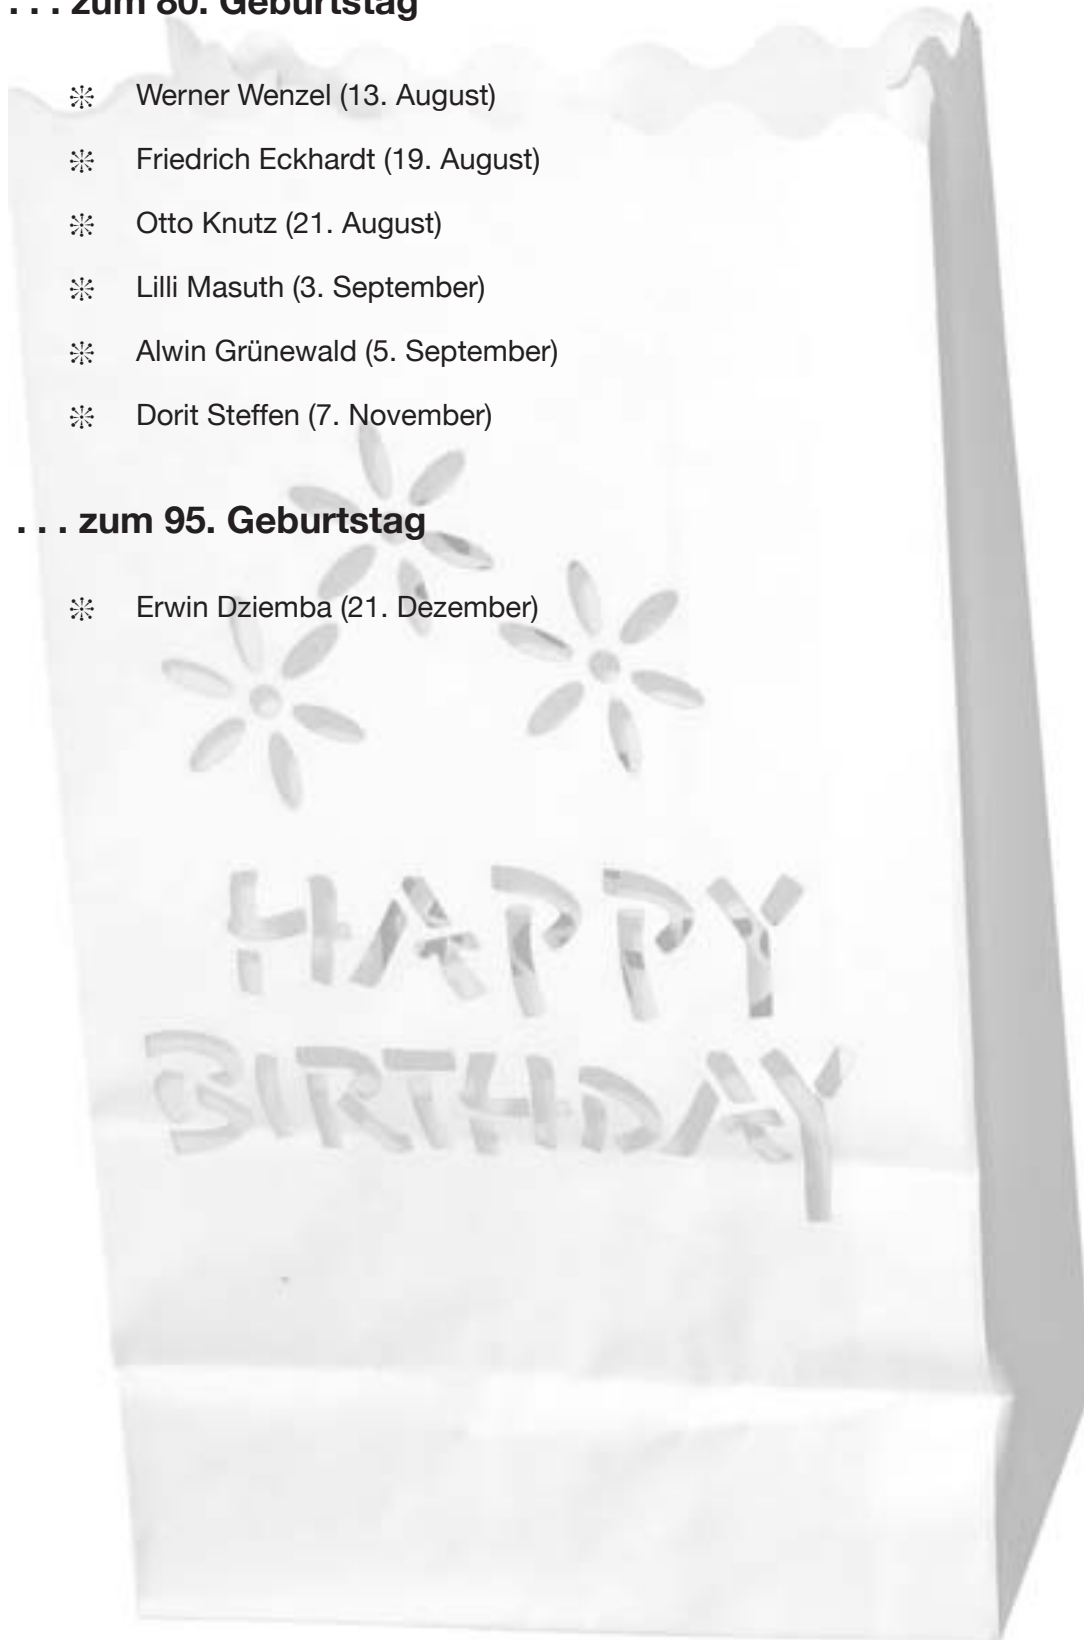 . . . zum 80. Geburtstag
❊ Werner Wenzel (13. August)
❊ Friedrich Eckhardt (19. August)
❊ Otto Knutz (21. August)
❊ Lilli Masuth (3. September)
❊ Alwin Grünewald (5. September)
❊ Dorit Steffen (7. November)
. . . zum 95. Geburtstag
❊ Erwin Dziemba (21. Dezember)
HAPPY
BIRTHDAY